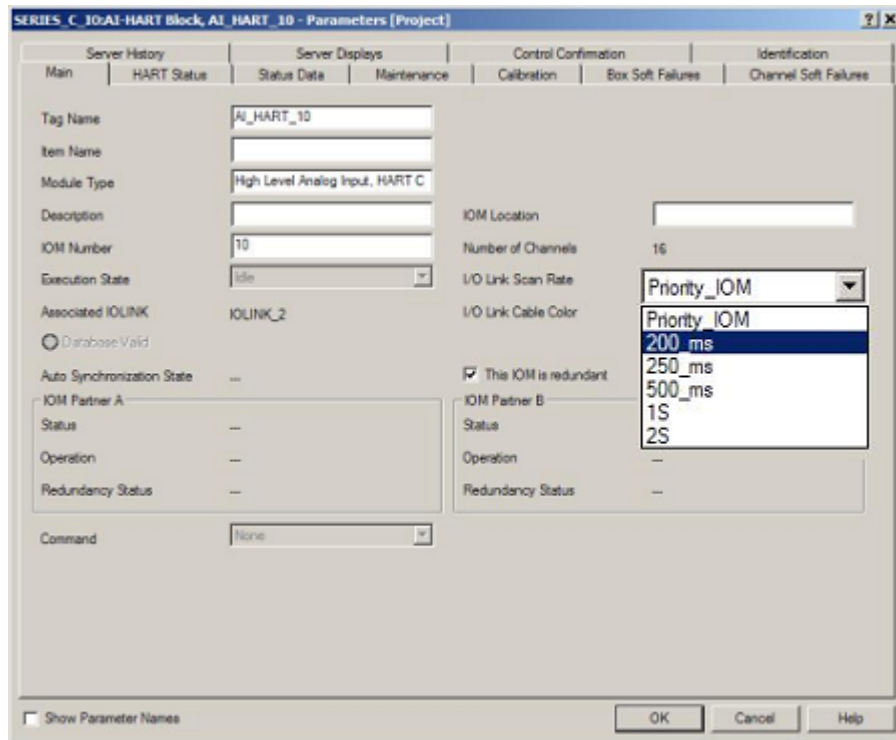 SERIES_C_IO:AI-HART Block, AI_HART_10 - Parameters [Project]
Server History Server Displays Control Confirmation Identification
Main HART Status Status Data Maintenance Calibration Box Soft Failures Channel Soft Failures
Tag Name AI_HART_10
Item Name
Module Type High Level Analog Input, HART C
Description IOM Location
IOM Number 10 Number of Channels 16
Execution State Idle I/O Link Scan Rate Priority_IOM
Associated IOLINK IOLINK_2 I/O Link Cable Color Priority_IOM
Database Valid 200_ms
250_ms
Auto Synchronization State --- This IOM is redundant 500_ms
IOM Partner A IOM Partner B 1S
Status --- Status 2S
Operation --- Operation ---
Redundancy Status --- Redundancy Status ---
Command None
Show Parameter Names OK Cancel Help